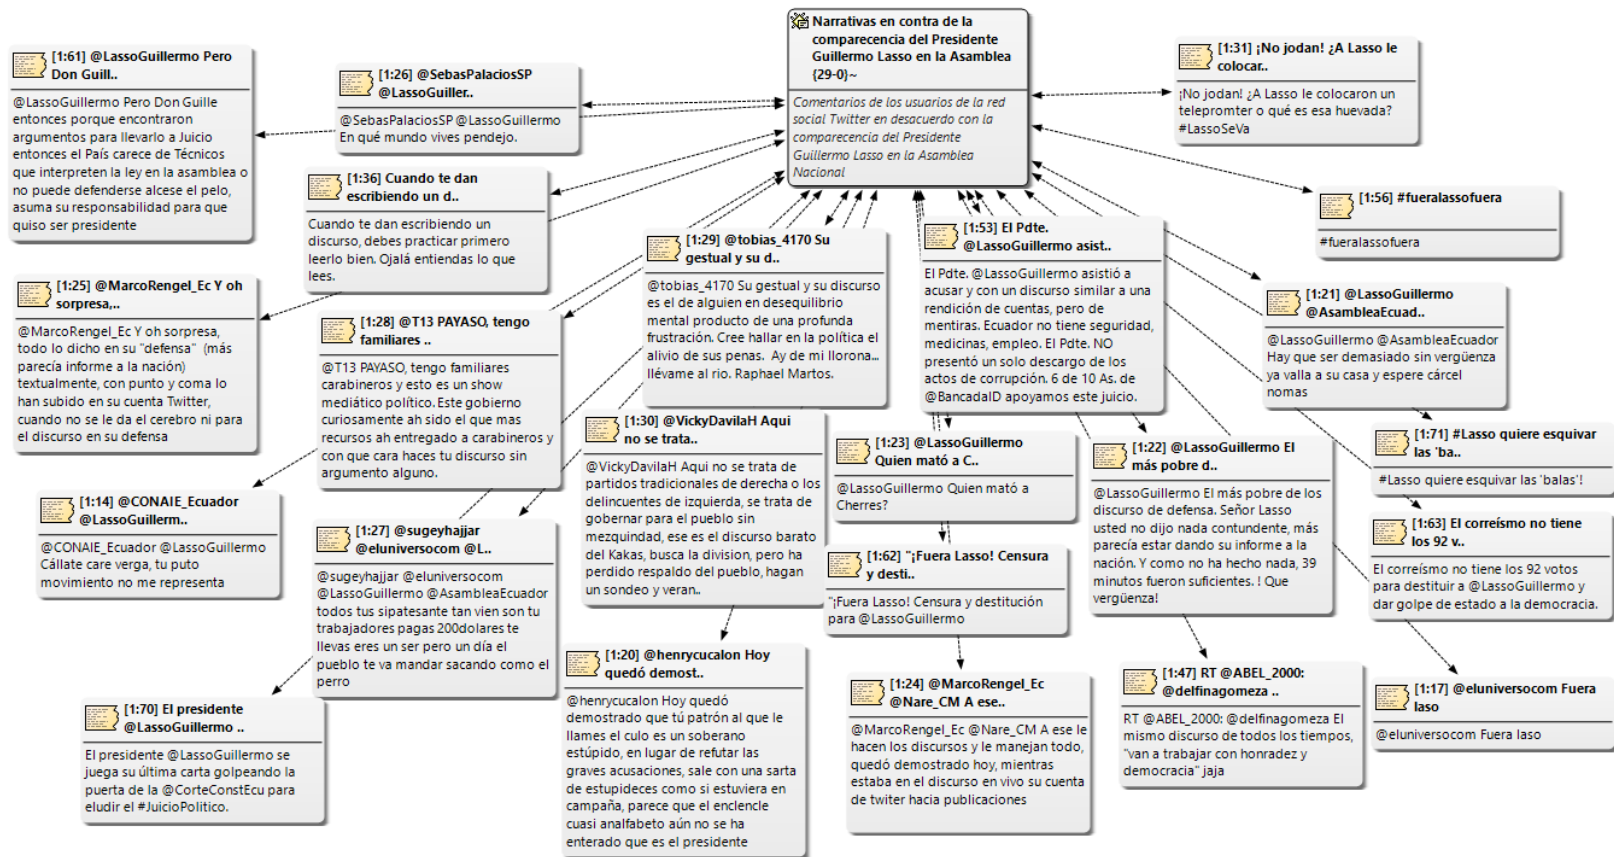 Narrativas en contra de la
comparecencia del Presidente
Guillermo Lasso en la Asamblea
{29-0}~
Comentarios de los usuarios de la red
social Twitter en desacuerdo con la
comparecencia del Presidente
Guillermo Lasso en la Asamblea
Nacional
[1:61] @LassoGuillermo Pero
Don Guill..
@LassoGuillermo Pero Don Guille
entonces porque encontraron
argumentos para llevarlo a Juicio
entonces el País carece de Técnicos
que interpreten la ley en la asamblea o
no puede defenderse alcese el pelo,
asuma su responsabilidad para que
quiso ser presidente
[1:26] @SebasPalaciosSP
@LassoGuiller..
@SebasPalaciosSP @LassoGuillermo
En qué mundo vives pendejo.
[1:31] ¡No jodan! ¿A Lasso le
colocar..
¡No jodan! ¿A Lasso le colocaron un
telepromter o qué es esa huevada?
#LassoSeVa
[1:36] Cuando te dan
escribiendo un d..
Cuando te dan escribiendo un
discurso, debes practicar primero
leerlo bien. Ojalá entiendas lo que
lees.
[1:56] #fueralassofuera
#fueralassofuera
[1:29] @tobias_4170 Su
gestual y su d..
@tobias_4170 Su gestual y su discurso
es el de alguien en desequilibrio
mental producto de una profunda
frustración. Cree hallar en la política el
alivio de sus penas.  Ay de mi llorona...
llévame al rio. Raphael Martos.
[1:53] El Pdte.
@LassoGuillermo asist..
El Pdte. @LassoGuillermo asistió a
acusar y con un discurso similar a una
rendición de cuentas, pero de
mentiras. Ecuador no tiene seguridad,
medicinas, empleo. El Pdte. NO
presentó un solo descargo de los
actos de corrupción. 6 de 10 As. de
@BancadaID apoyamos este juicio.
[1:25] @MarcoRengel_Ec Y oh
sorpresa,..
@MarcoRengel_Ec Y oh sorpresa,
todo lo dicho en su "defensa"  (más
parecía informe a la nación)
textualmente, con punto y coma lo
han subido en su cuenta Twitter,
cuando no se le da el cerebro ni para
el discurso en su defensa
[1:28] @T13 PAYASO, tengo
familiares ..
@T13 PAYASO, tengo familiares
carabineros y esto es un show
mediático político. Este gobierno
curiosamente ah sido el que mas
recursos ah entregado a carabineros y
con que cara haces tu discurso sin
argumento alguno.
[1:21] @LassoGuillermo
@AsambleaEcuad..
@LassoGuillermo @AsambleaEcuador
Hay que ser demasiado sin vergüenza
ya valla a su casa y espere cárcel
nomas
[1:30] @VickyDavilaH Aqui
no se trata..
@VickyDavilaH Aqui no se trata de
partidos tradicionales de derecha o los
delincuentes de izquierda, se trata de
gobernar para el pueblo sin
mezquindad, ese es el discurso barato
del Kakas, busca la division, pero ha
perdido respaldo del pueblo, hagan
un sondeo y veran..
[1:23] @LassoGuillermo
Quien mató a C..
@LassoGuillermo Quien mató a
Cherres?
[1:22] @LassoGuillermo El
más pobre d..
@LassoGuillermo El más pobre de los
discurso de defensa. Señor Lasso
usted no dijo nada contundente, más
parecía estar dando su informe a la
nación. Y como no ha hecho nada, 39
minutos fueron suficientes. ! Que
vergüenza!
[1:71] #Lasso quiere esquivar
las 'ba..
#Lasso quiere esquivar las 'balas'!
[1:14] @CONAIE_Ecuador
@LassoGuillerm..
@CONAIE_Ecuador @LassoGuillermo
Cállate care verga, tu puto
movimiento no me representa
[1:27] @sugeyhajjar
@eluniversocom @L..
@sugeyhajjar @eluniversocom
@LassoGuillermo @AsambleaEcuador
todos tus sipatesante tan vien son tu
trabajadores pagas 200dolares te
llevas eres un ser pero un día el
pueblo te va mandar sacando como el
perro
[1:62] "¡Fuera Lasso! Censura
y desti..
"¡Fuera Lasso! Censura y destitución
para @LassoGuillermo
[1:63] El correísmo no tiene
los 92 v..
El correísmo no tiene los 92 votos
para destituir a @LassoGuillermo y
dar golpe de estado a la democracia.
[1:20] @henrycucalon Hoy
quedó demost..
@henrycucalon Hoy quedó
demostrado que tú patrón al que le
llames el culo es un soberano
estúpido, en lugar de refutar las
graves acusaciones, sale con una sarta
de estupideces como si estuviera en
campaña, parece que el enclencle
cuasi analfabeto aún no se ha
enterado que es el presidente
[1:24] @MarcoRengel_Ec
@Nare_CM A ese..
@MarcoRengel_Ec @Nare_CM A ese le
hacen los discursos y le manejan todo,
quedó demostrado hoy, mientras
estaba en el discurso en vivo su cuenta
de twiter hacia publicaciones
[1:47] RT @ABEL_2000:
@delfinagomeza ..
RT @ABEL_2000: @delfinagomeza El
mismo discurso de todos los tiempos,
"van a trabajar con honradez y
democracia" jaja
[1:17] @eluniversocom Fuera
laso
@eluniversocom Fuera laso
[1:70] El presidente
@LassoGuillermo ..
El presidente @LassoGuillermo se
juega su última carta golpeando la
puerta de la @CorteConstEcu para
eludir el #JuicioPolitico.